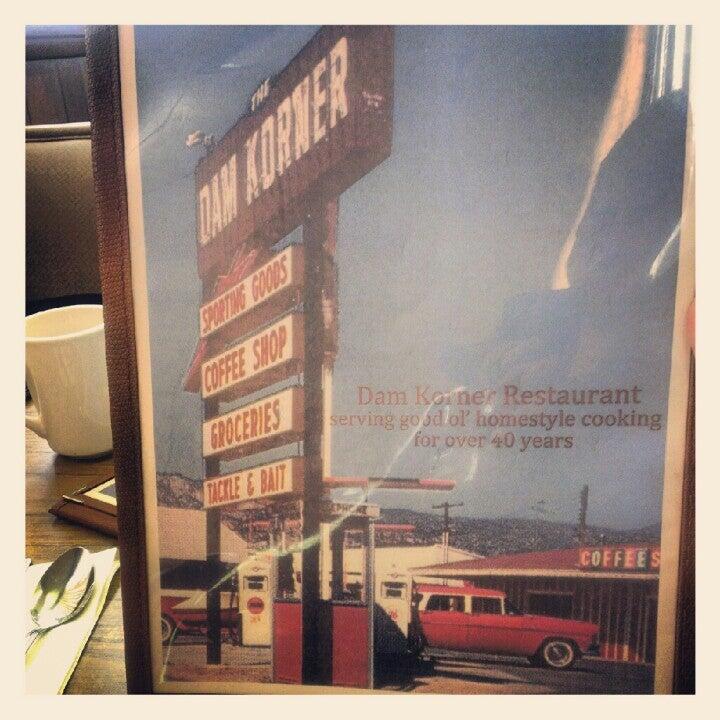 THE
DAM KORNER
SPORTING GOODS
COFFEE SHOP
GROCERIES
TACKLE & BAIT
Dam Korner Restaurant
serving good ol' homestyle cooking
for over 40 years
COFFEE S